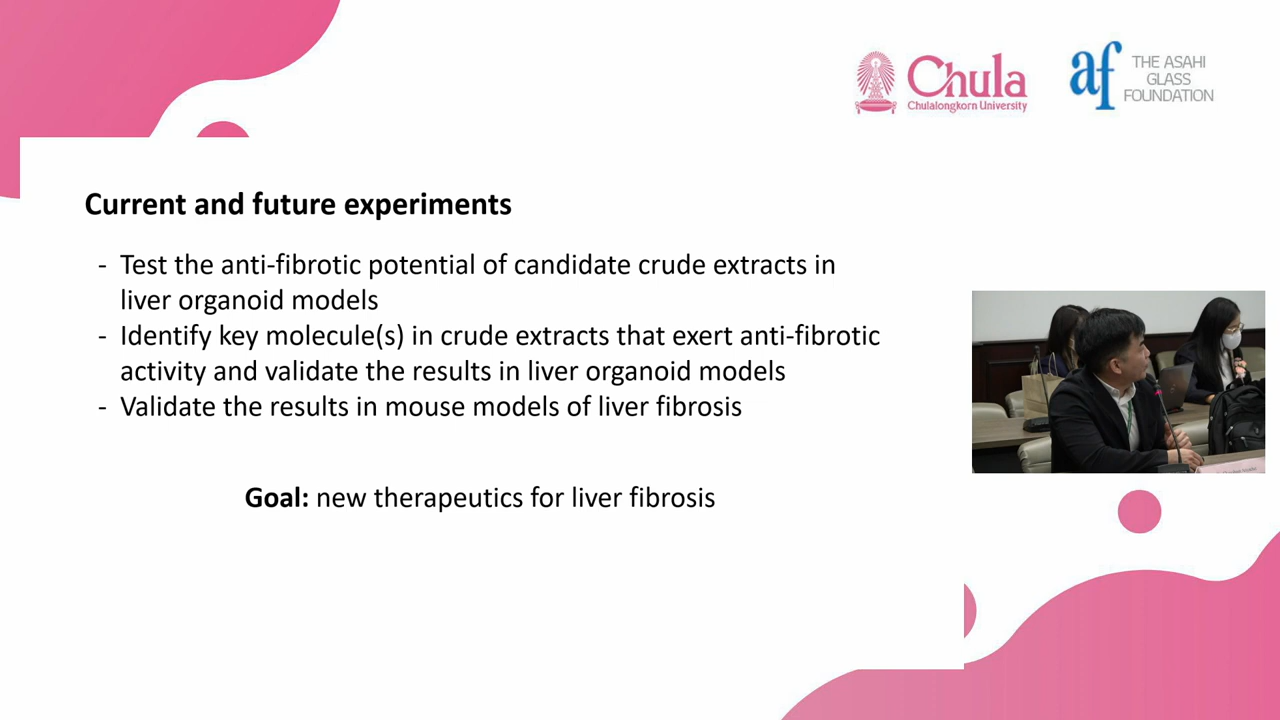 Chula
Chulalongkorn University
af
THE ASAHI
GLASS
FOUNDATION
Current and future experiments
- Test the anti-fibrotic potential of candidate crude extracts in
liver organoid models
- Identify key molecule(s) in crude extracts that exert anti-fibrotic
activity and validate the results in liver organoid models
- Validate the results in mouse models of liver fibrosis
Goal: new therapeutics for liver fibrosis